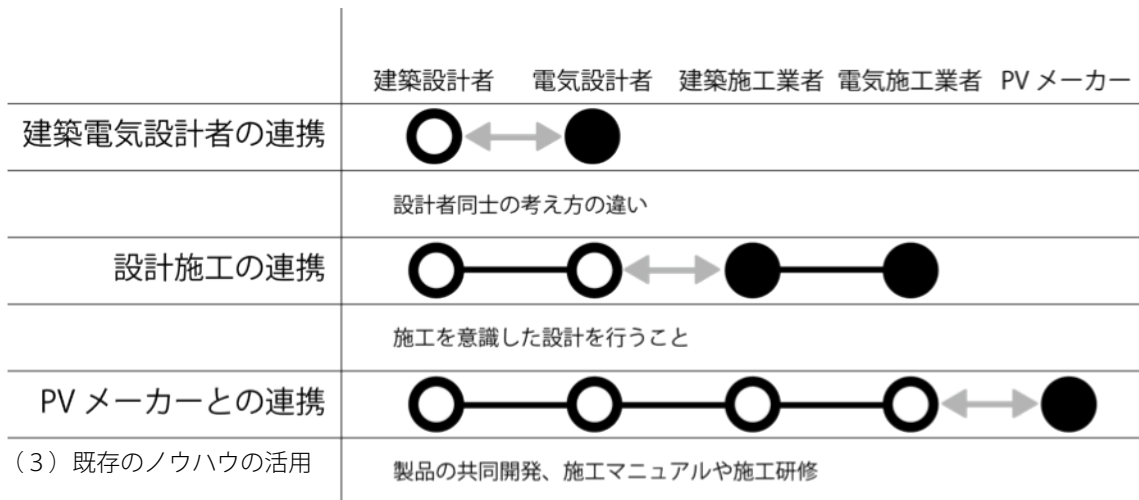 建築設計者 電気設計者 建築施工業者 電気施工業者 PV メーカー
建築電気設計者の連携
設計者同士の考え方の違い
設計施工の連携
施工を意識した設計を行うこと
PV メーカーとの連携
(3)既存のノウハウの活用
製品の共同開発、施工マニュアルや施工研修